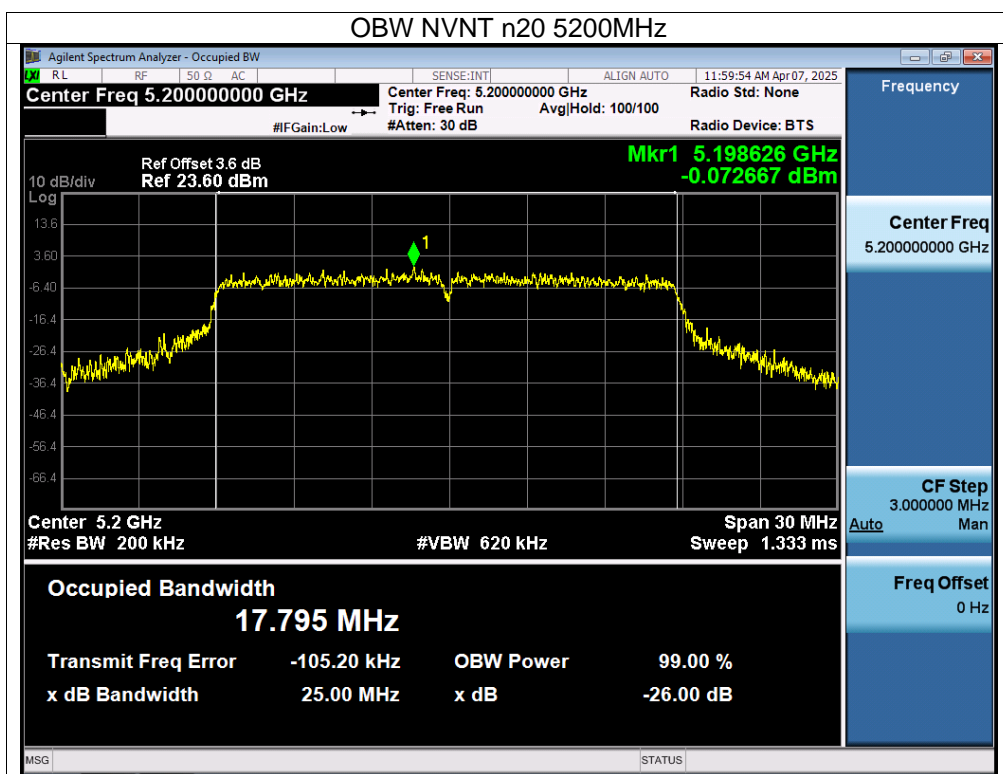 OBW NVNT n20 5200MHz
Agilent Spectrum Analyzer - Occupied BW
LXI RL RF 50 Ω AC SENSE:INT ALIGN AUTO 11:59:54 AM Apr 07, 2025
Center Freq 5.200000000 GHz
Center Freq: 5.200000000 GHz
Radio Std: None
Trig: Free Run Avg|Hold: 100/100
#IFGain:Low #Atten: 30 dB Radio Device: BTS
Frequency
Ref Offset 3.6 dB
Mkr1 5.198626 GHz
10 dB/div Ref 23.60 dBm
-0.072667 dBm
Log
13.6
3.60
-6.40
-16.4
-26.4
-36.4
-46.4
-56.4
-66.4
1
Center Freq
5.200000000 GHz
Center 5.2 GHz Span 30 MHz
#Res BW 200 kHz #VBW 620 kHz Sweep 1.333 ms
CF Step
3.000000 MHz
Auto Man
Occupied Bandwidth
17.795 MHz
Freq Offset
0 Hz
Transmit Freq Error -105.20 kHz OBW Power 99.00 %
x dB Bandwidth 25.00 MHz x dB -26.00 dB
MSG STATUS